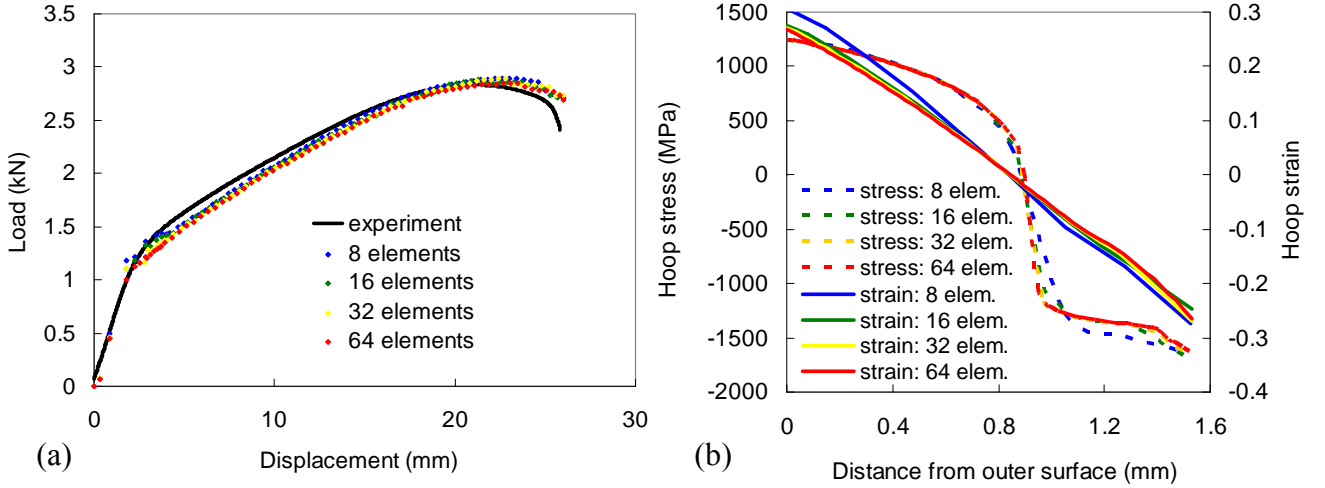 3.5
3
2.5
2
1.5
1
0.5
0
0
10
20
30
Load (kN)
Displacement (mm)
experiment
8 elements
16 elements
32 elements
64 elements
(a)
1500
1000
500
0
-500
-1000
-1500
-2000
Hoop stress (MPa)
0.3
0.2
0.1
0
-0.1
-0.2
-0.3
-0.4
Hoop strain
stress: 8 elem.
stress: 16 elem.
stress: 32 elem.
stress: 64 elem.
strain: 8 elem.
strain: 16 elem.
strain: 32 elem.
strain: 64 elem.
0
0.4
0.8
1.2
1.6
Distance from outer surface (mm)
(b)